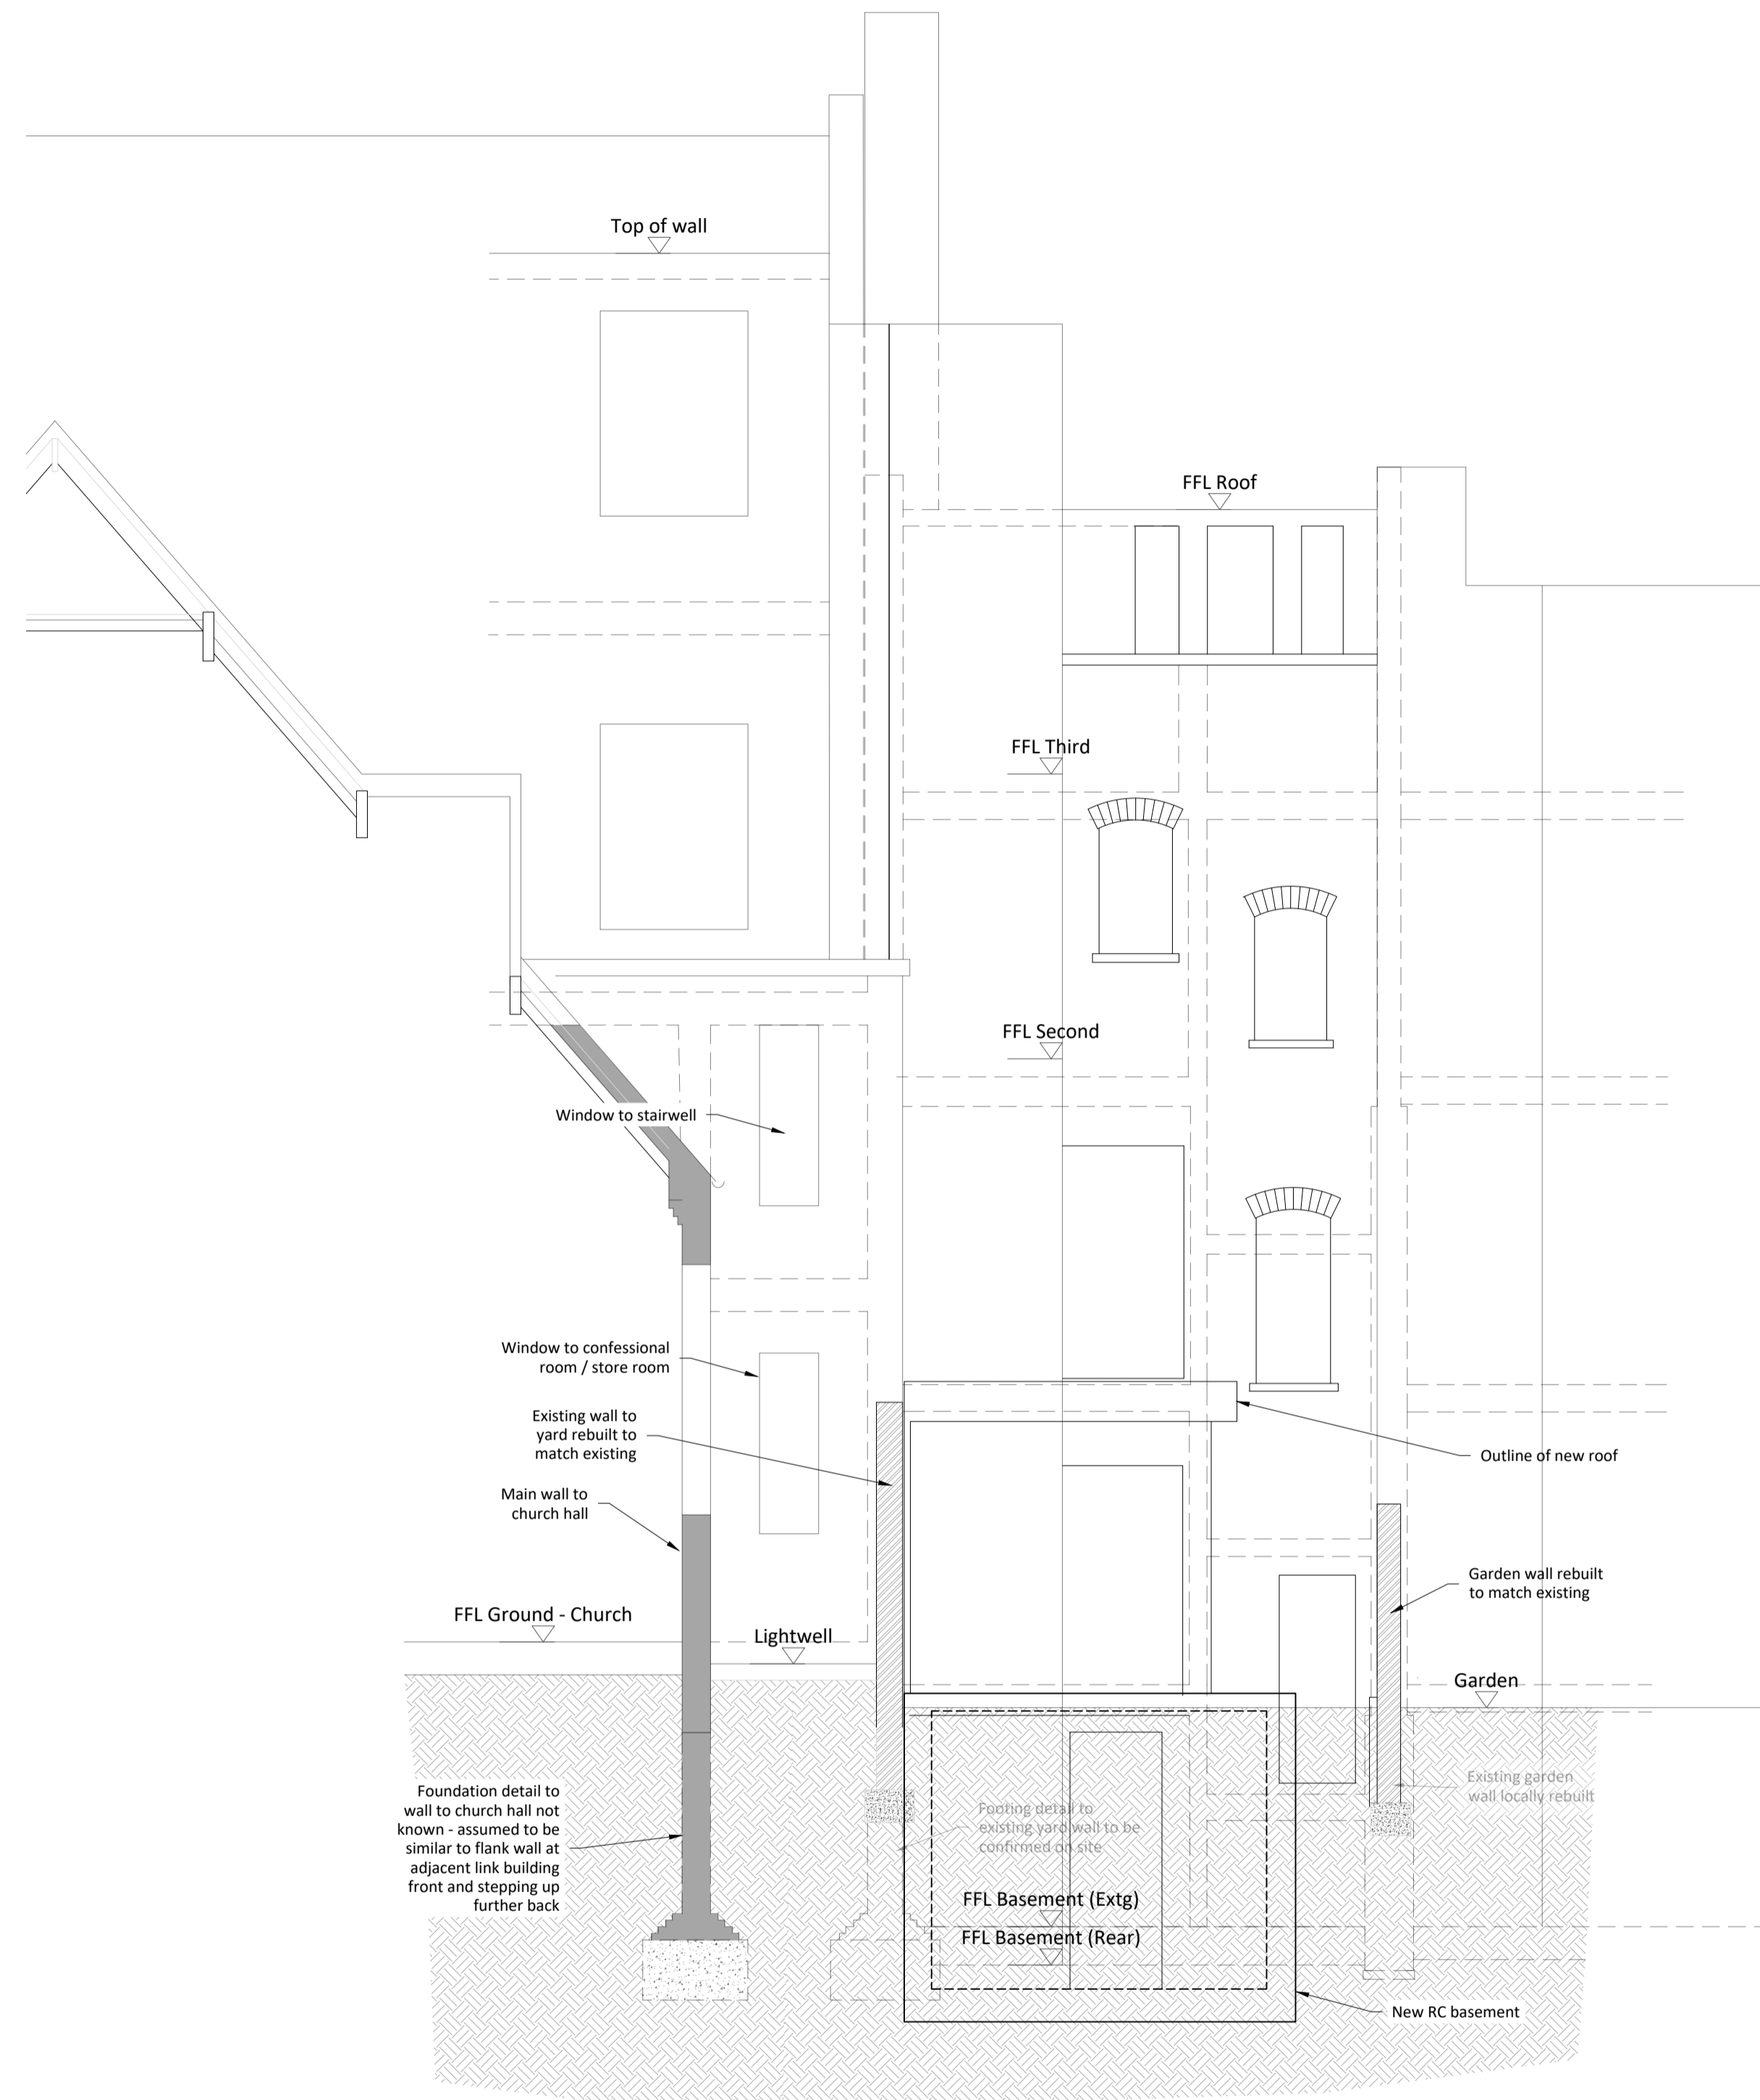 Top of wall
FFL Roof
FFL Third
FFL Second
Window to stairwell
Window to confessional
room / store room
Existing wall to
yard rebuilt to
match existing
Outline of new roof
Main wall to
church hall
Garden wall rebuilt
to match existing
FFL Ground - Church
Lightwell
Garden
Existing garden
wall locally rebuilt
Foundation detail to
wall to church hall not
known - assumed to be
similar to flank wall at
adjacent link building
front and stepping up
further back
Footing detail to
existing yard wall to be
confirmed on site
FFL Basement (Extg)
FFL Basement (Rear)
New RC basement